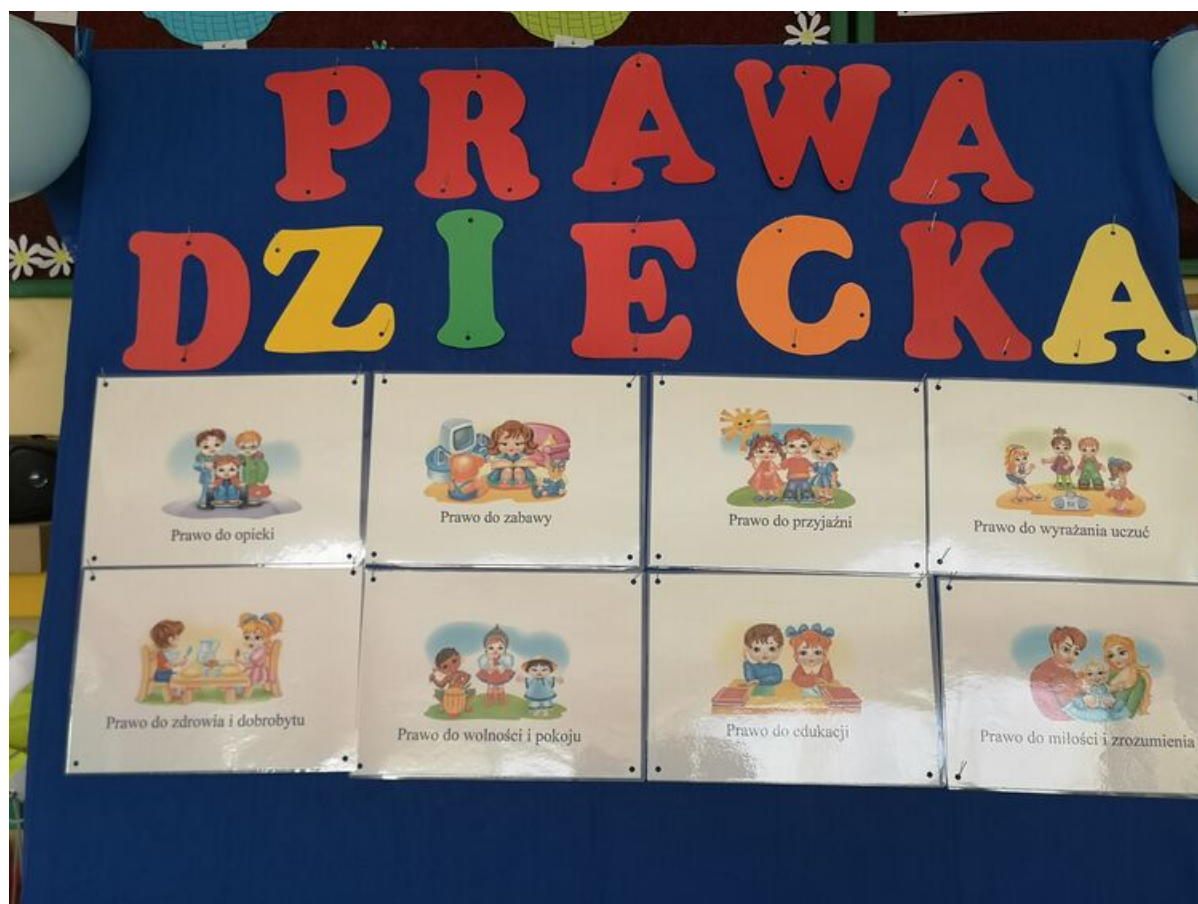 PRAWA
DZIECKA
Prawo do opieki
Prawo do zabawy
Prawo do przyjaźni
Prawo do wyrażania uczuć
Prawo do zdrowia i dobrobytu
Prawo do wolności i pokoju
Prawo do edukacji
Prawo do miłości i zrozumienia